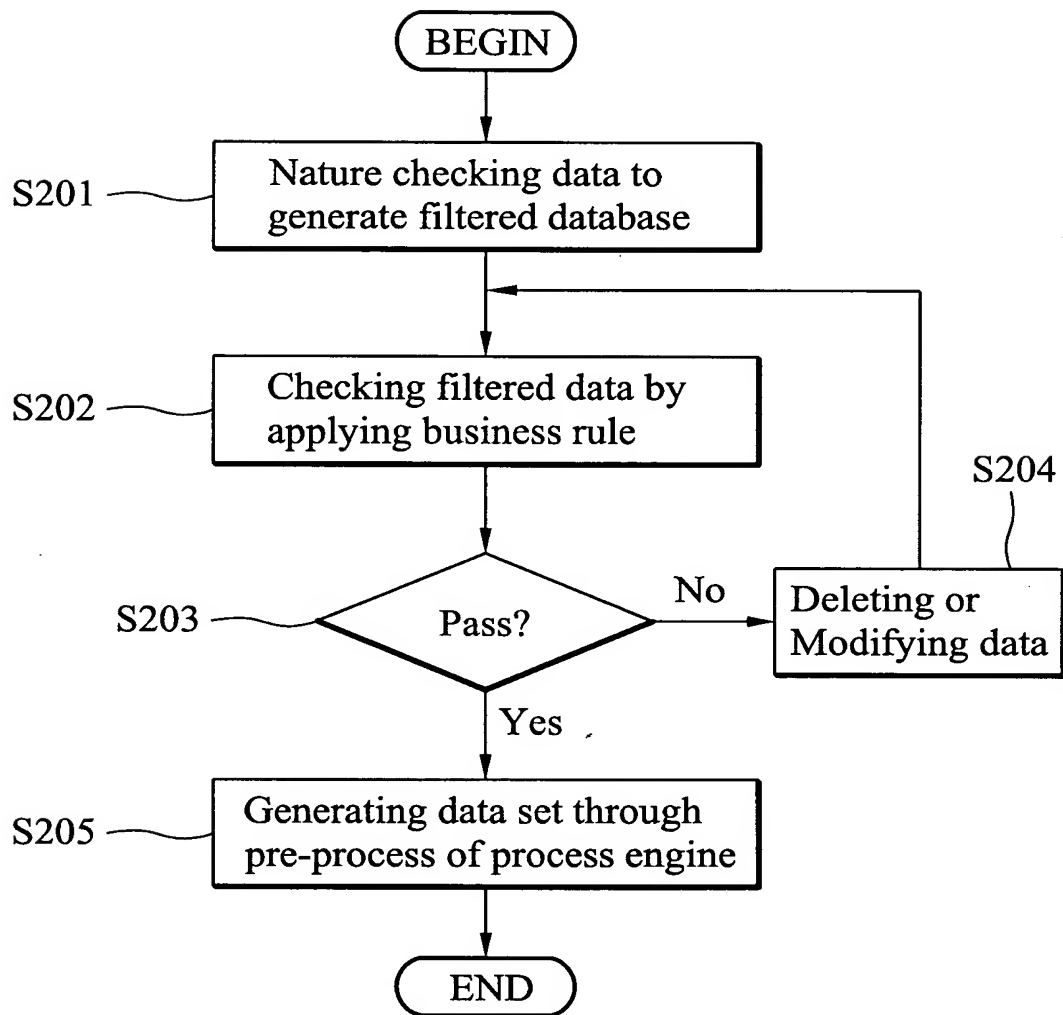 BEGIN
S201
Nature checking data to
generate filtered database
S202
Checking filtered data by
applying business rule
S204
S203
Pass?
No
Deleting or
Modifying data
Yes
S205
Generating data set through
pre-process of process engine
END